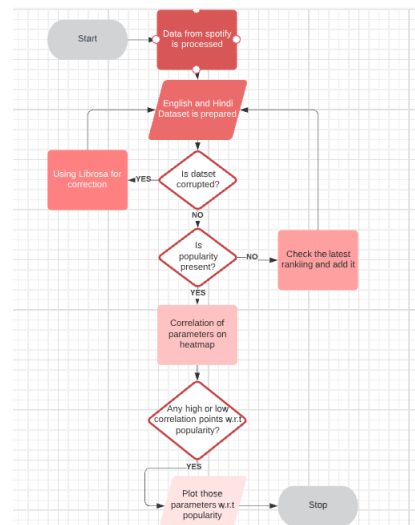 Start
Data from spotify
is processed
English and Hindi
Dataset is prepared
Using Librosa for
correction
YES
Is datset
corrupted?
NO
Is
popularity
present?
NO
Check the latest
rankiing and add it
YES
Correlation of
parameters on
heatmap
Any high or low
correlation points w.r.t
popularity?
YES
Plot those
parameters w.r.t
popularity
Stop